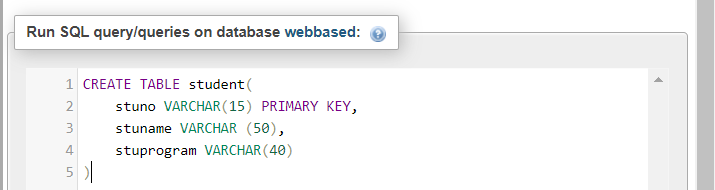 Run SQL query/queries on database webbased:
1 CREATE TABLE student(
2 stuno VARCHAR(15) PRIMARY KEY,
3 stuname VARCHAR (50),
4 stuprogram VARCHAR(40)
5 )